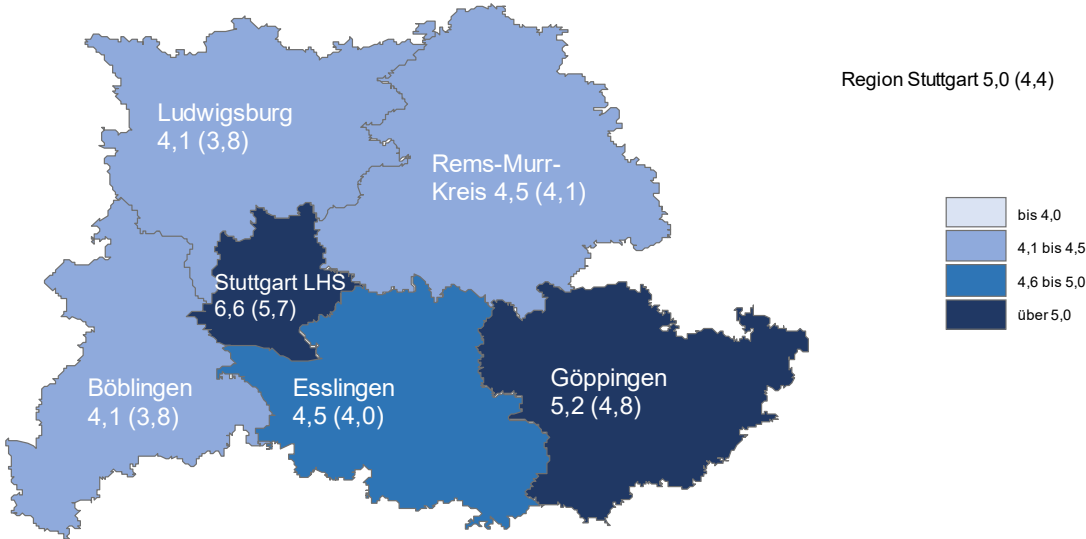 Region Stuttgart 5,0 (4,4)
Ludwigsburg
4,1 (3,8)
Rems-Murr-
Kreis 4,5 (4,1)
bis 4,0
4,1 bis 4,5
4,6 bis 5,0
über 5,0
Stuttgart LHS
6,6 (5,7)
Böblingen
4,1 (3,8)
Esslingen
4,5 (4,0)
Göppingen
5,2 (4,8)